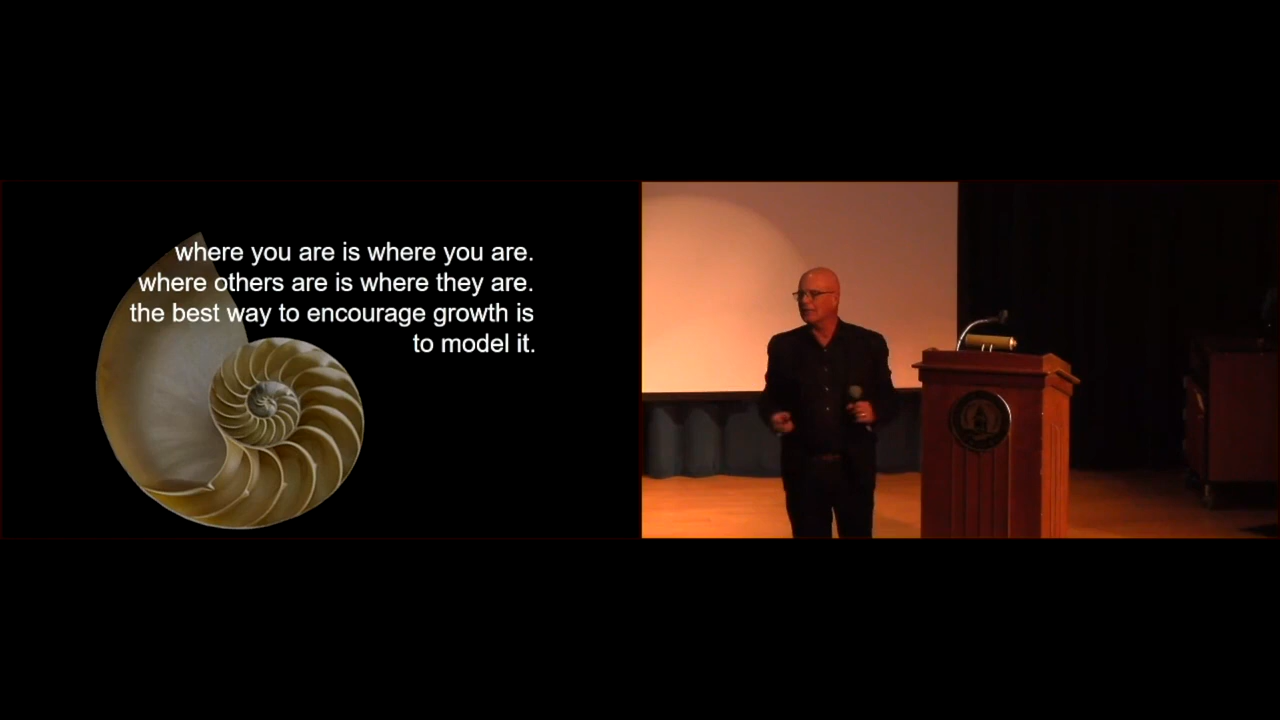 where you are is where you are.
where others are is where they are.
the best way to encourage growth is
to model it.